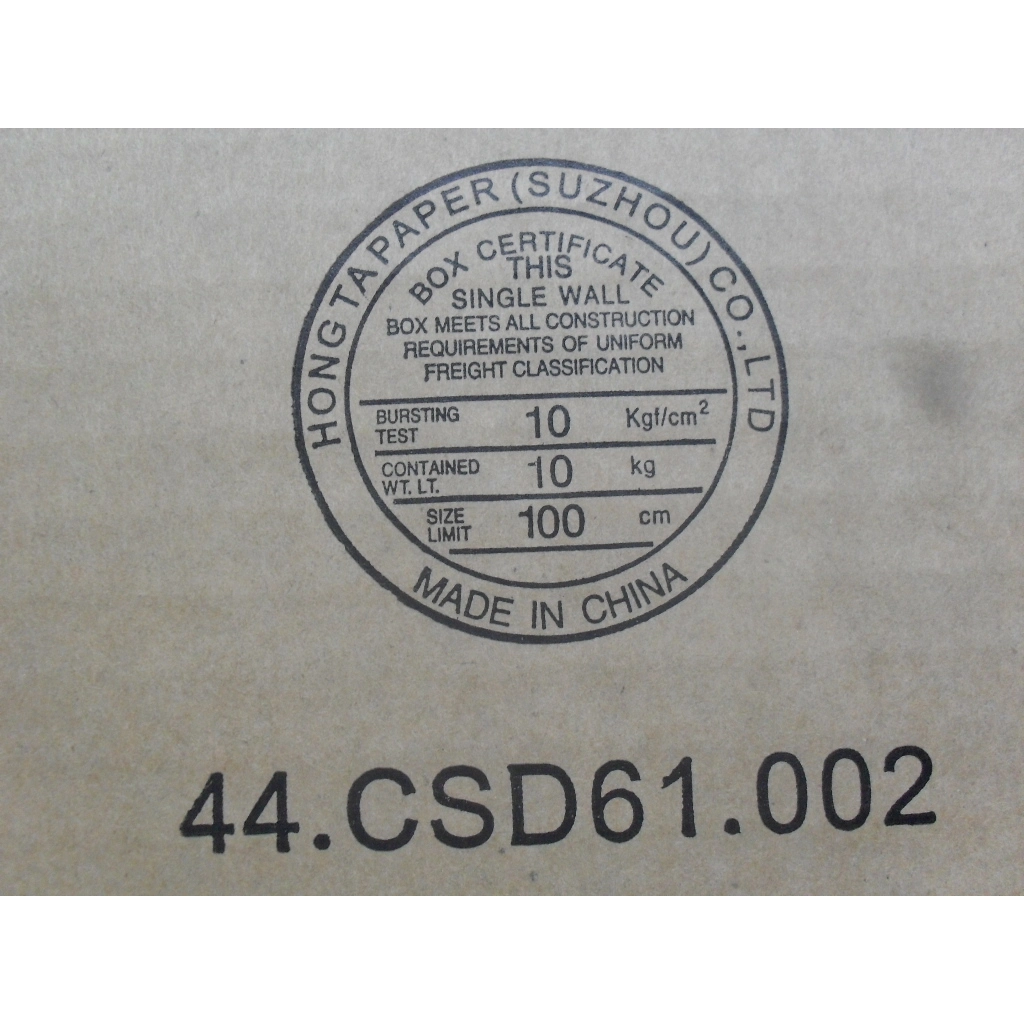 HONG TA PAPER (SUZHOU) CO., LTD
BOX CERTIFICATE
THIS
SINGLE WALL
BOX MEETS ALL CONSTRUCTION
REQUIREMENTS OF UNIFORM
FREIGHT CLASSIFICATION
BURSTING TEST 10 Kgf/cm²
CONTAINED WT. LT. 10 kg
SIZE LIMIT 100 cm
MADE IN CHINA
44.CSD61.002